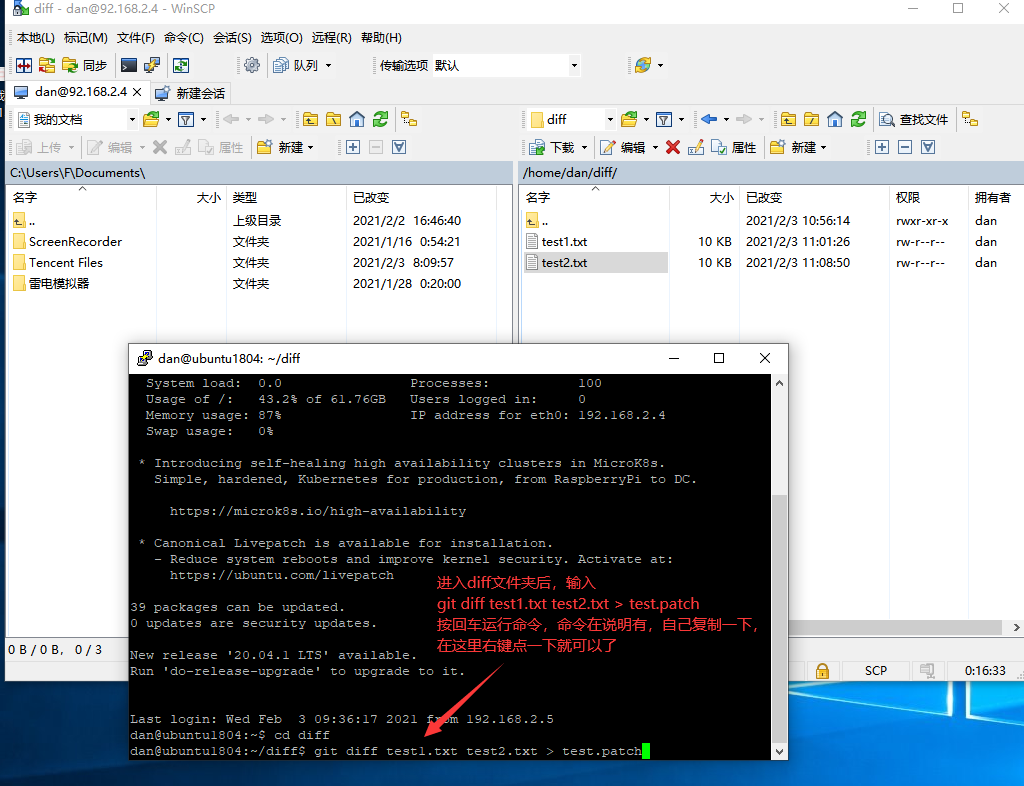 diff - dan@92.168.2.4 - WinSCP
本地(L) 标记(M) 文件(F) 命令(C) 会话(S) 选项(O) 远程(R) 帮助(H)
同步 队列 传输选项 默认
dan@92.168.2.4 新建会话
我的文档 diff 查找文件
上传 编辑 属性 新建 下载 编辑 属性 新建
C:\Users\F\Documents\ /home/dan/diff/
名字 大小 类型 已改变 名字 大小 已改变 权限 拥有者
.. 上级目录 2021/2/2 16:46:40 .. 2021/2/3 10:56:14 rwxr-xr-x dan
ScreenRecorder 文件夹 2021/1/16 0:54:21 test1.txt 10 KB 2021/2/3 11:01:26 rw-r--r-- dan
Tencent Files 文件夹 2021/2/3 8:09:57 test2.txt 10 KB 2021/2/3 11:08:50 rw-r--r-- dan
雷电模拟器 文件夹 2021/1/28 0:20:00
dan@ubuntu1804: ~/diff
System load: 0.0 Processes: 100
Usage of /: 43.2% of 61.76GB Users logged in: 0
Memory usage: 87% IP address for eth0: 192.168.2.4
Swap usage: 0%
* Introducing self-healing high availability clusters in MicroK8s.
Simple, hardened, Kubernetes for production, from RaspberryPi to DC.
https://microk8s.io/high-availability
* Canonical Livepatch is available for installation.
- Reduce system reboots and improve kernel security. Activate at:
https://ubuntu.com/livepatch
进入diff文件夹后，输入
git diff test1.txt test2.txt > test.patch
按回车运行命令，命令在说明有，自己复制一下，
在这里右键点一下就可以了
39 packages can be updated.
0 updates are security updates.
New release '20.04.1 LTS' available.
Run 'do-release-upgrade' to upgrade to it.
Last login: Wed Feb 3 09:36:17 2021 from 192.168.2.5
dan@ubuntu1804:~$ cd diff
dan@ubuntu1804:~/diff$ git diff test1.txt test2.txt > test.patch
0 B / 0 B， 0 / 3
SCP 0:16:33